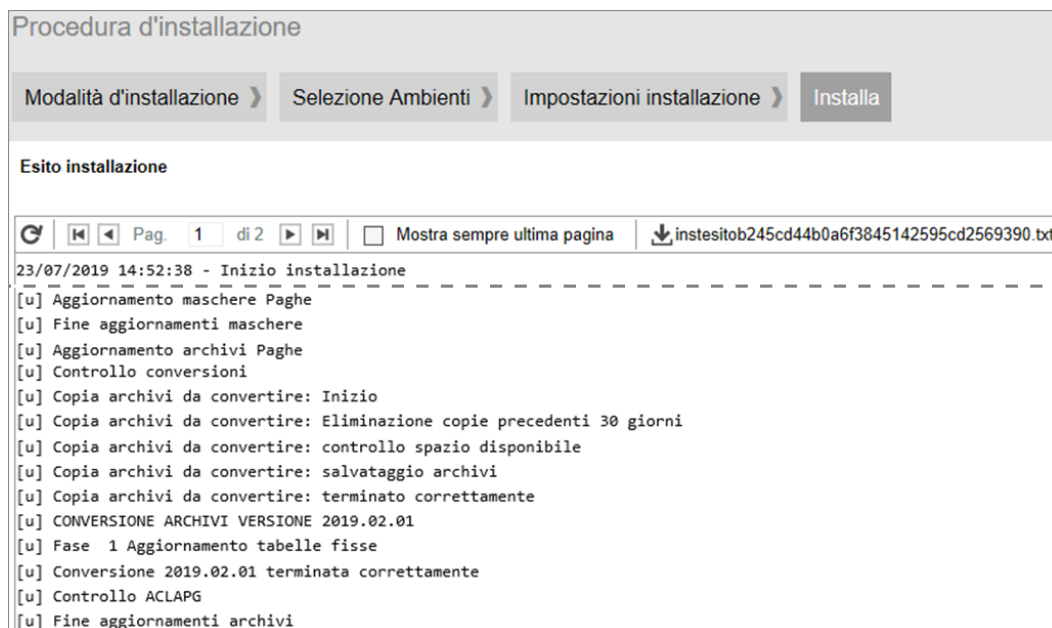 Procedura d'installazione
Modalità d'installazione ❱ Selezione Ambienti ❱ Impostazioni installazione ❱ Installa
Esito installazione
Pag. 1 di 2 Mostra sempre ultima pagina instesitob245cd44b0a6f3845142595cd2569390.txt
23/07/2019 14:52:38 - Inizio installazione
[u] Aggiornamento maschere Paghe
[u] Fine aggiornamenti maschere
[u] Aggiornamento archivi Paghe
[u] Controllo conversioni
[u] Copia archivi da convertire: Inizio
[u] Copia archivi da convertire: Eliminazione copie precedenti 30 giorni
[u] Copia archivi da convertire: controllo spazio disponibile
[u] Copia archivi da convertire: salvataggio archivi
[u] Copia archivi da convertire: terminato correttamente
[u] CONVERSIONE ARCHIVI VERSIONE 2019.02.01
[u] Fase  1 Aggiornamento tabelle fisse
[u] Conversione 2019.02.01 terminata correttamente
[u] Controllo ACLAPG
[u] Fine aggiornamenti archivi